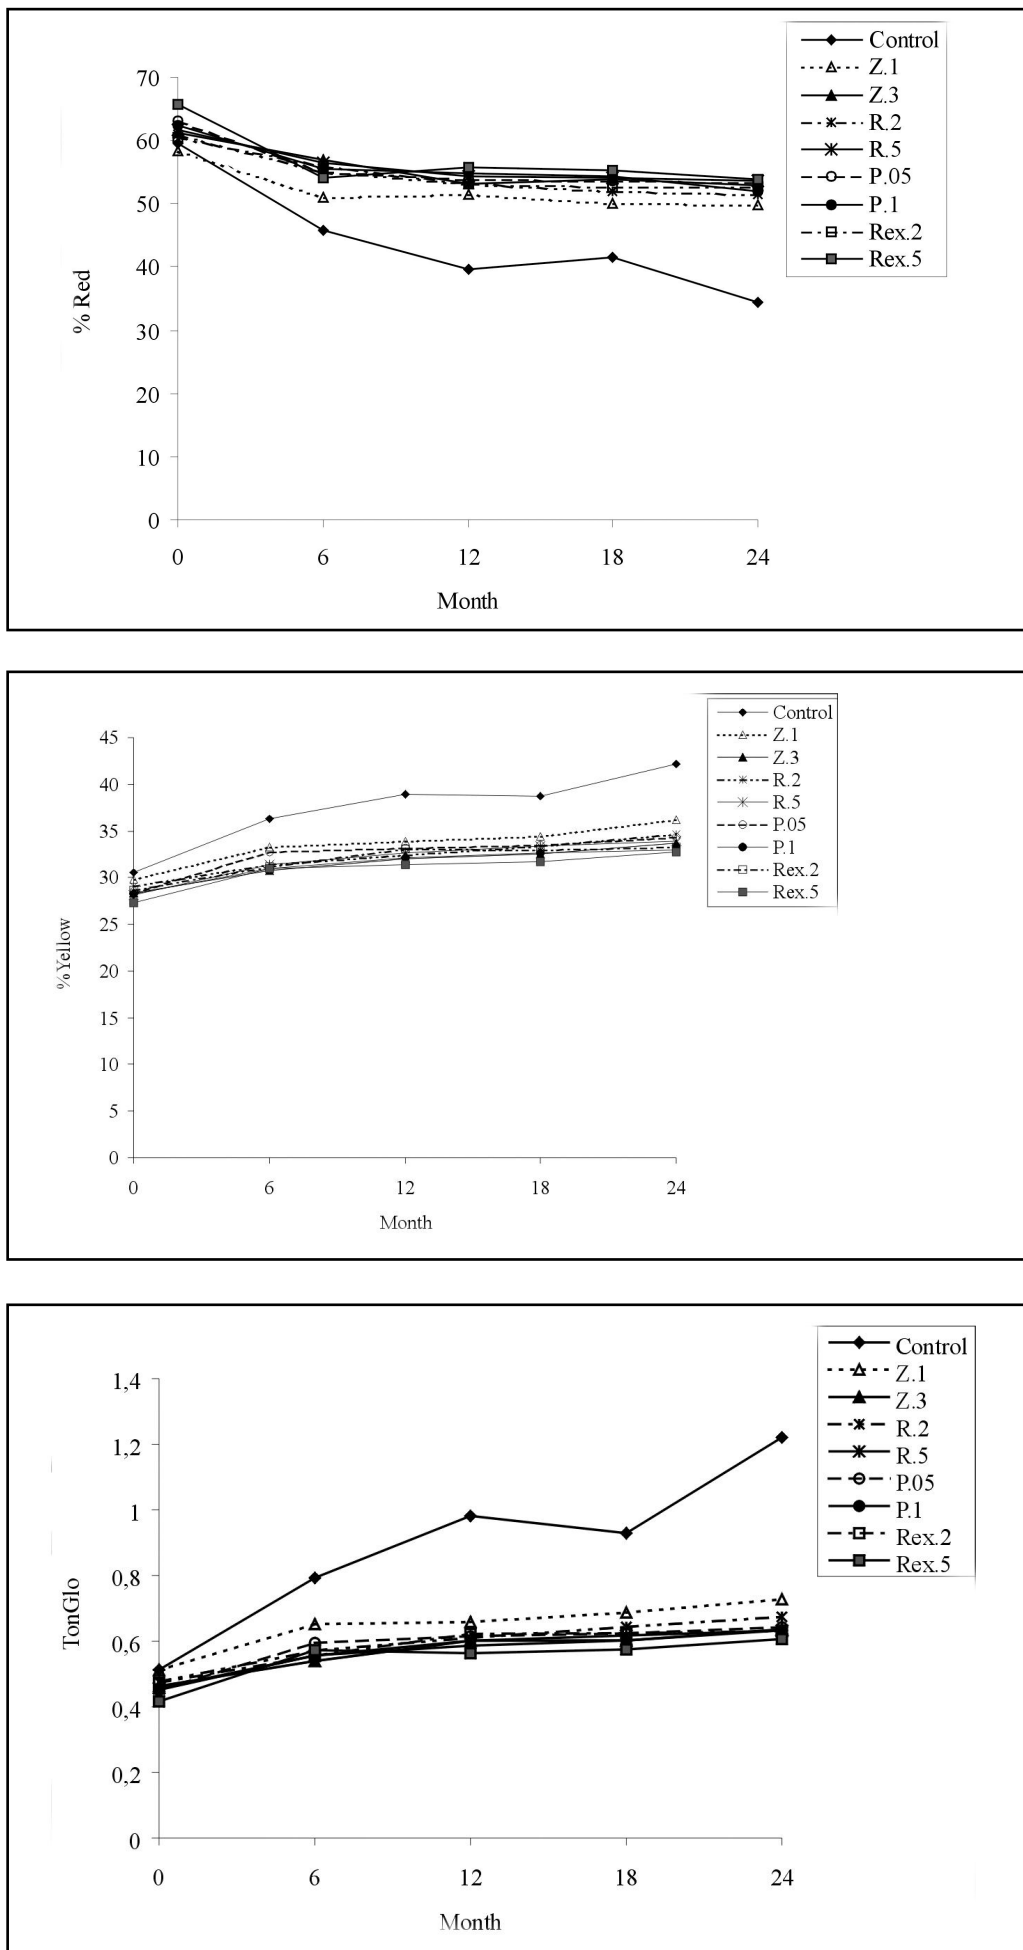 Control
Z.1
Z.3
R.2
R.5
P.05
P.1
Rex.2
Rex.5
70
60
50
40
30
20
10
0
% Red
0 6 12 18 24
Month
Control
Z.1
Z.3
R.2
R.5
P.05
P.1
Rex.2
Rex.5
45
40
35
30
25
20
15
10
5
0
%Yellow
0 6 12 18 24
Month
Control
Z.1
Z.3
R.2
R.5
P.05
P.1
Rex.2
Rex.5
1,4
1,2
1
0,8
0,6
0,4
0,2
0
TonGlo
0 6 12 18 24
Month